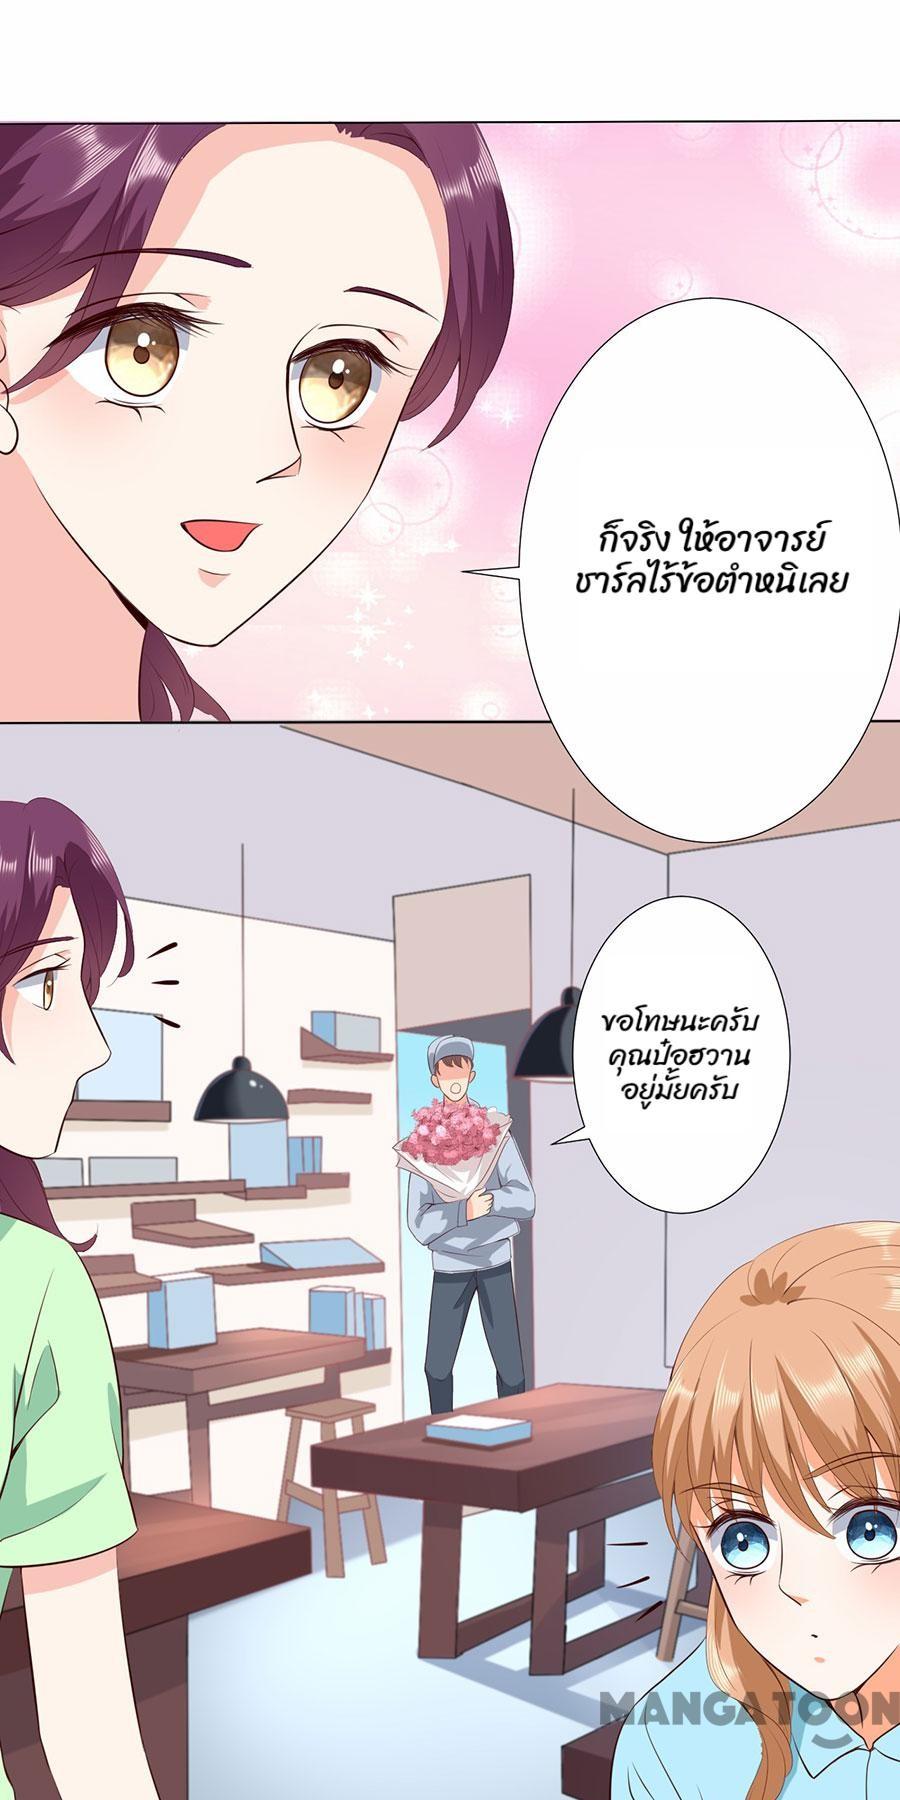 ก็จริง ให้อาจารย์
ชาร์ลไร้ข้อตำหนิเลย
ขอโทษนะครับ
คุณป๋อฮวาน
อยู่มั้ยครับ
MANGATOON